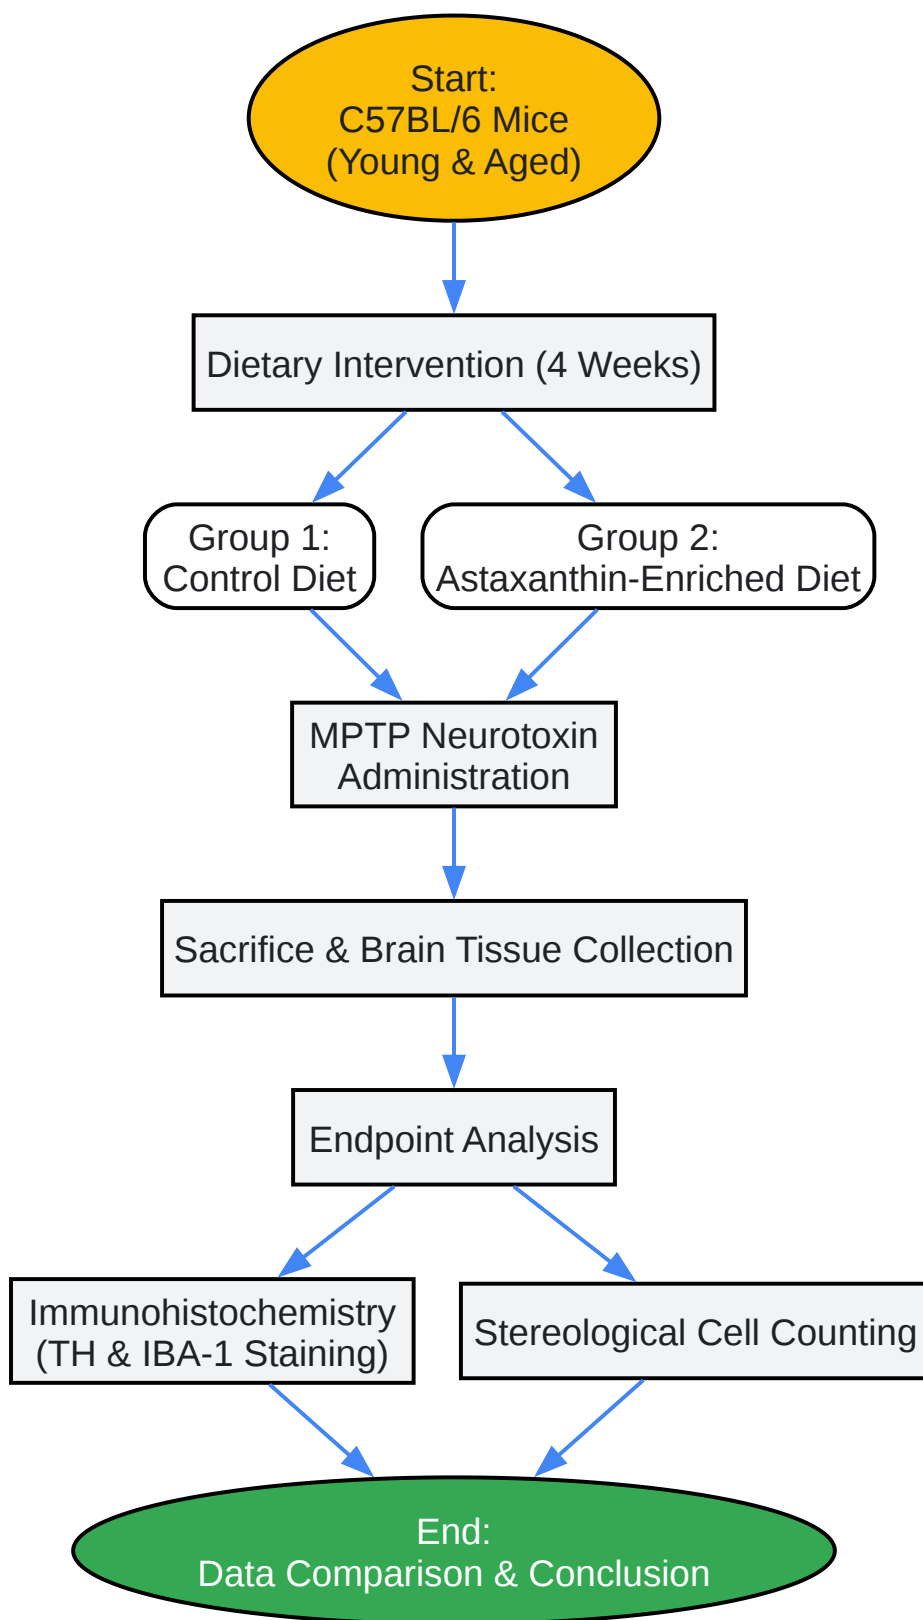 Start:
C57BL/6 Mice
(Young & Aged)
Dietary Intervention (4 Weeks)
Group 1:
Control Diet
Group 2:
Astaxanthin-Enriched Diet
MPTP Neurotoxin
Administration
Sacrifice & Brain Tissue Collection
Endpoint Analysis
Immunohistochemistry
(TH & IBA-1 Staining)
Stereological Cell Counting
End:
Data Comparison & Conclusion